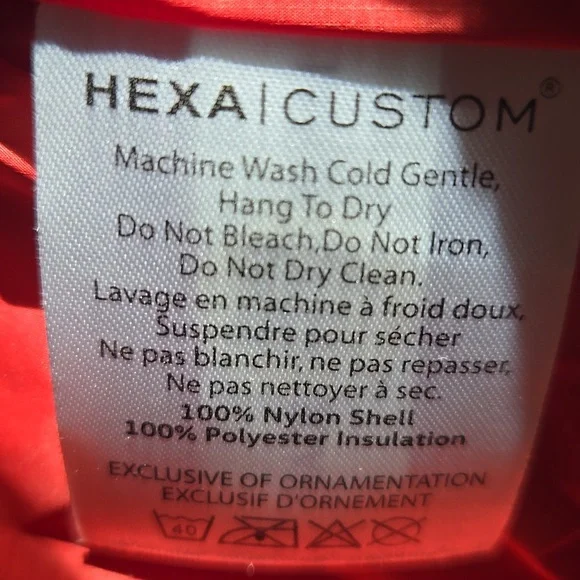 HEXA|CUSTOM®
Machine Wash Cold Gentle,
Hang To Dry
Do Not Bleach,Do Not Iron,
Do Not Dry Clean.
Lavage en machine à froid doux,
Suspendre pour sécher
Ne pas blanchir, ne pas repasser,
Ne pas nettoyer à sec.
100% Nylon Shell
100% Polyester Insulation
EXCLUSIVE OF ORNAMENTATION
EXCLUSIF D'ORNEMENT
40